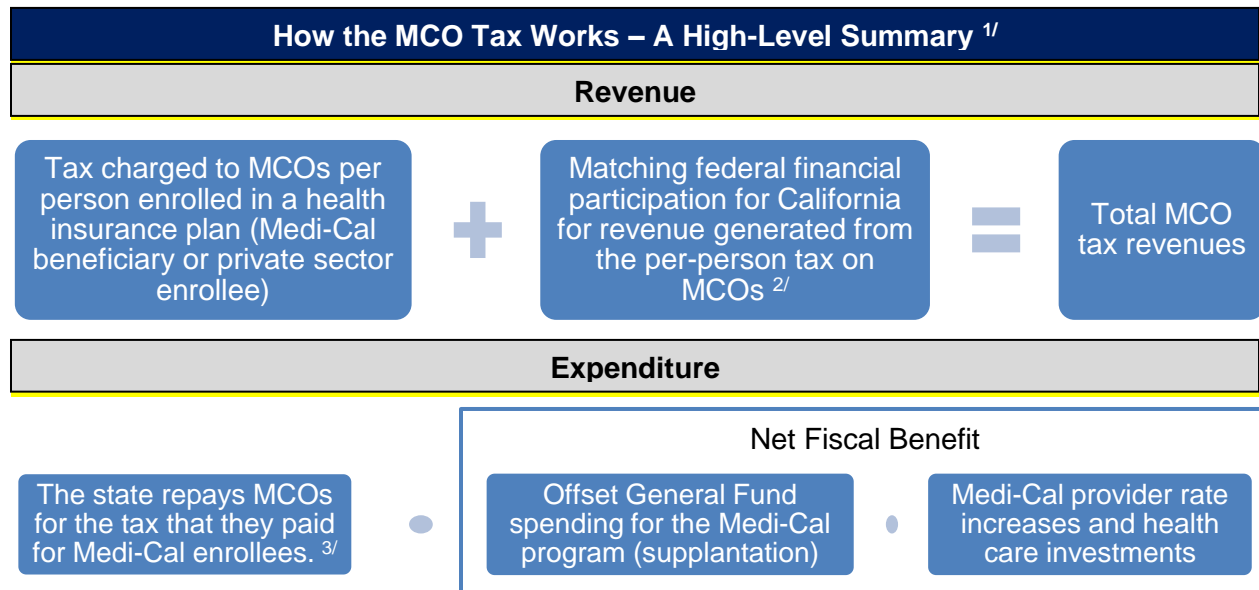 How the MCO Tax Works – A High-Level Summary 1/
Revenue
Tax charged to MCOs per
person enrolled in a health
insurance plan (Medi-Cal
beneficiary or private sector
enrollee)
+
Matching federal financial
participation for California
for revenue generated from
the per-person tax on
MCOs 2/
=
Total MCO
tax revenues
Expenditure
The state repays MCOs
for the tax that they paid
for Medi-Cal enrollees. 3/
Net Fiscal Benefit
Offset General Fund
spending for the Medi-Cal
program (supplantation)
Medi-Cal provider rate
increases and health
care investments